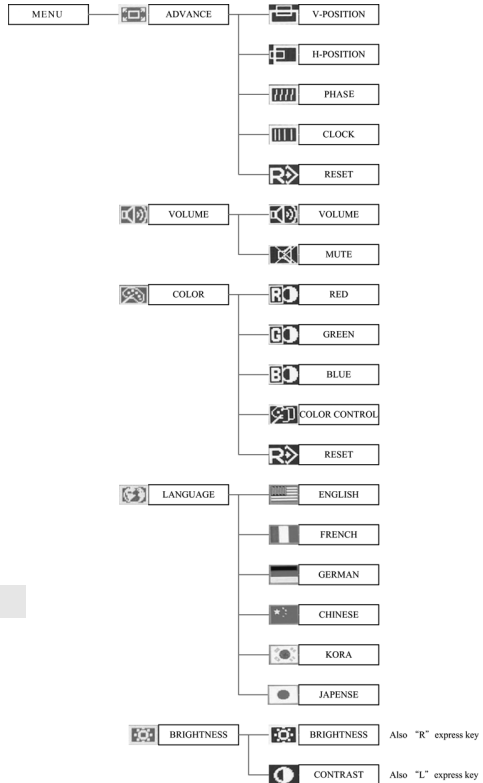 MENU
ADVANCE
V-POSITION
H-POSITION
PHASE
CLOCK
R RESET
VOLUME
VOLUME
MUTE
COLOR
R RED
G GREEN
B BLUE
COLOR CONTROL
R RESET
LANGUAGE
ENGLISH
FRENCH
GERMAN
CHINESE
KORA
JAPENSE
BRIGHTNESS
BRIGHTNESS Also “R” express key
CONTRAST Also “L” express key